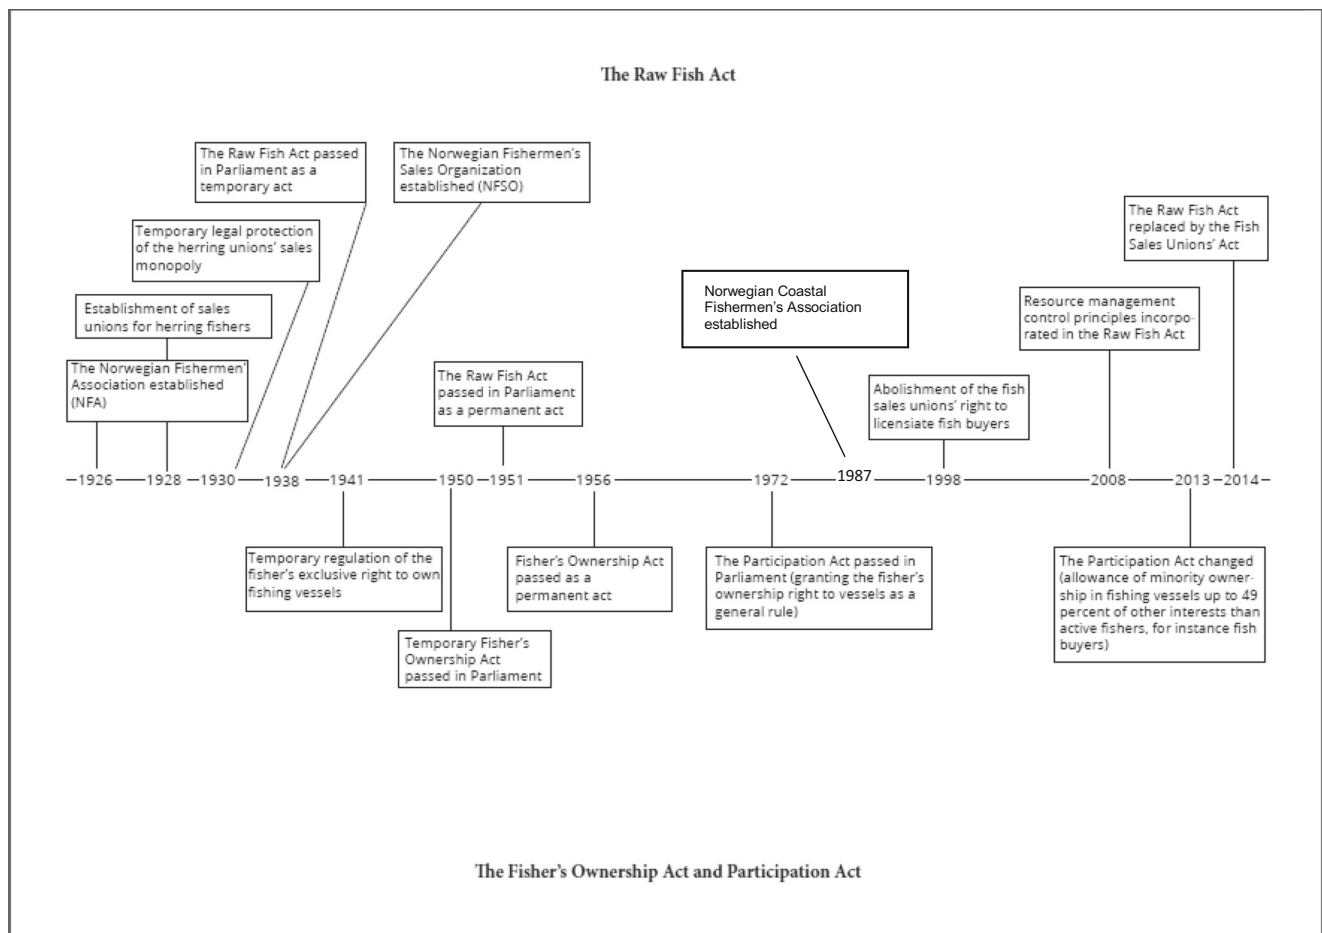 The Raw Fish Act
The Raw Fish Act passed
in Parliament as a
temporary act
The Norwegian Fishermen's
Sales Organization
established (NFSO)
Temporary legal protection
of the herring unions' sales
monopoly
The Raw Fish Act
replaced by the Fish
Sales Unions' Act
Establishment of sales
unions for herring fishers
Norwegian Coastal
Fishermen's Association
established
Resource management
control principles incorpo-
rated in the Raw Fish Act
The Norwegian Fishermen'
Association established
(NFA)
The Raw Fish Act
passed in Parliament
as a permanent act
Abolishment of the fish
sales unions' right to
licensiate fish buyers
1926 1928 1930 1938 1941 1950 1951 1956 1972 1987 1998 2008 2013 2014
Temporary regulation of the
fisher's exclusive right to own
fishing vessels
Temporary Fisher's
Ownership Act
passed in Parliament
Fisher's Ownership Act
passed as a
permanent act
The Participation Act passed in
Parliament (granting the fisher's
ownership right to vessels as a
general rule)
The Participation Act changed
(allowance of minority owner-
ship in fishing vessels up to 49
percent of other interests than
active fishers, for instance fish
buyers)
The Fisher's Ownership Act and Participation Act